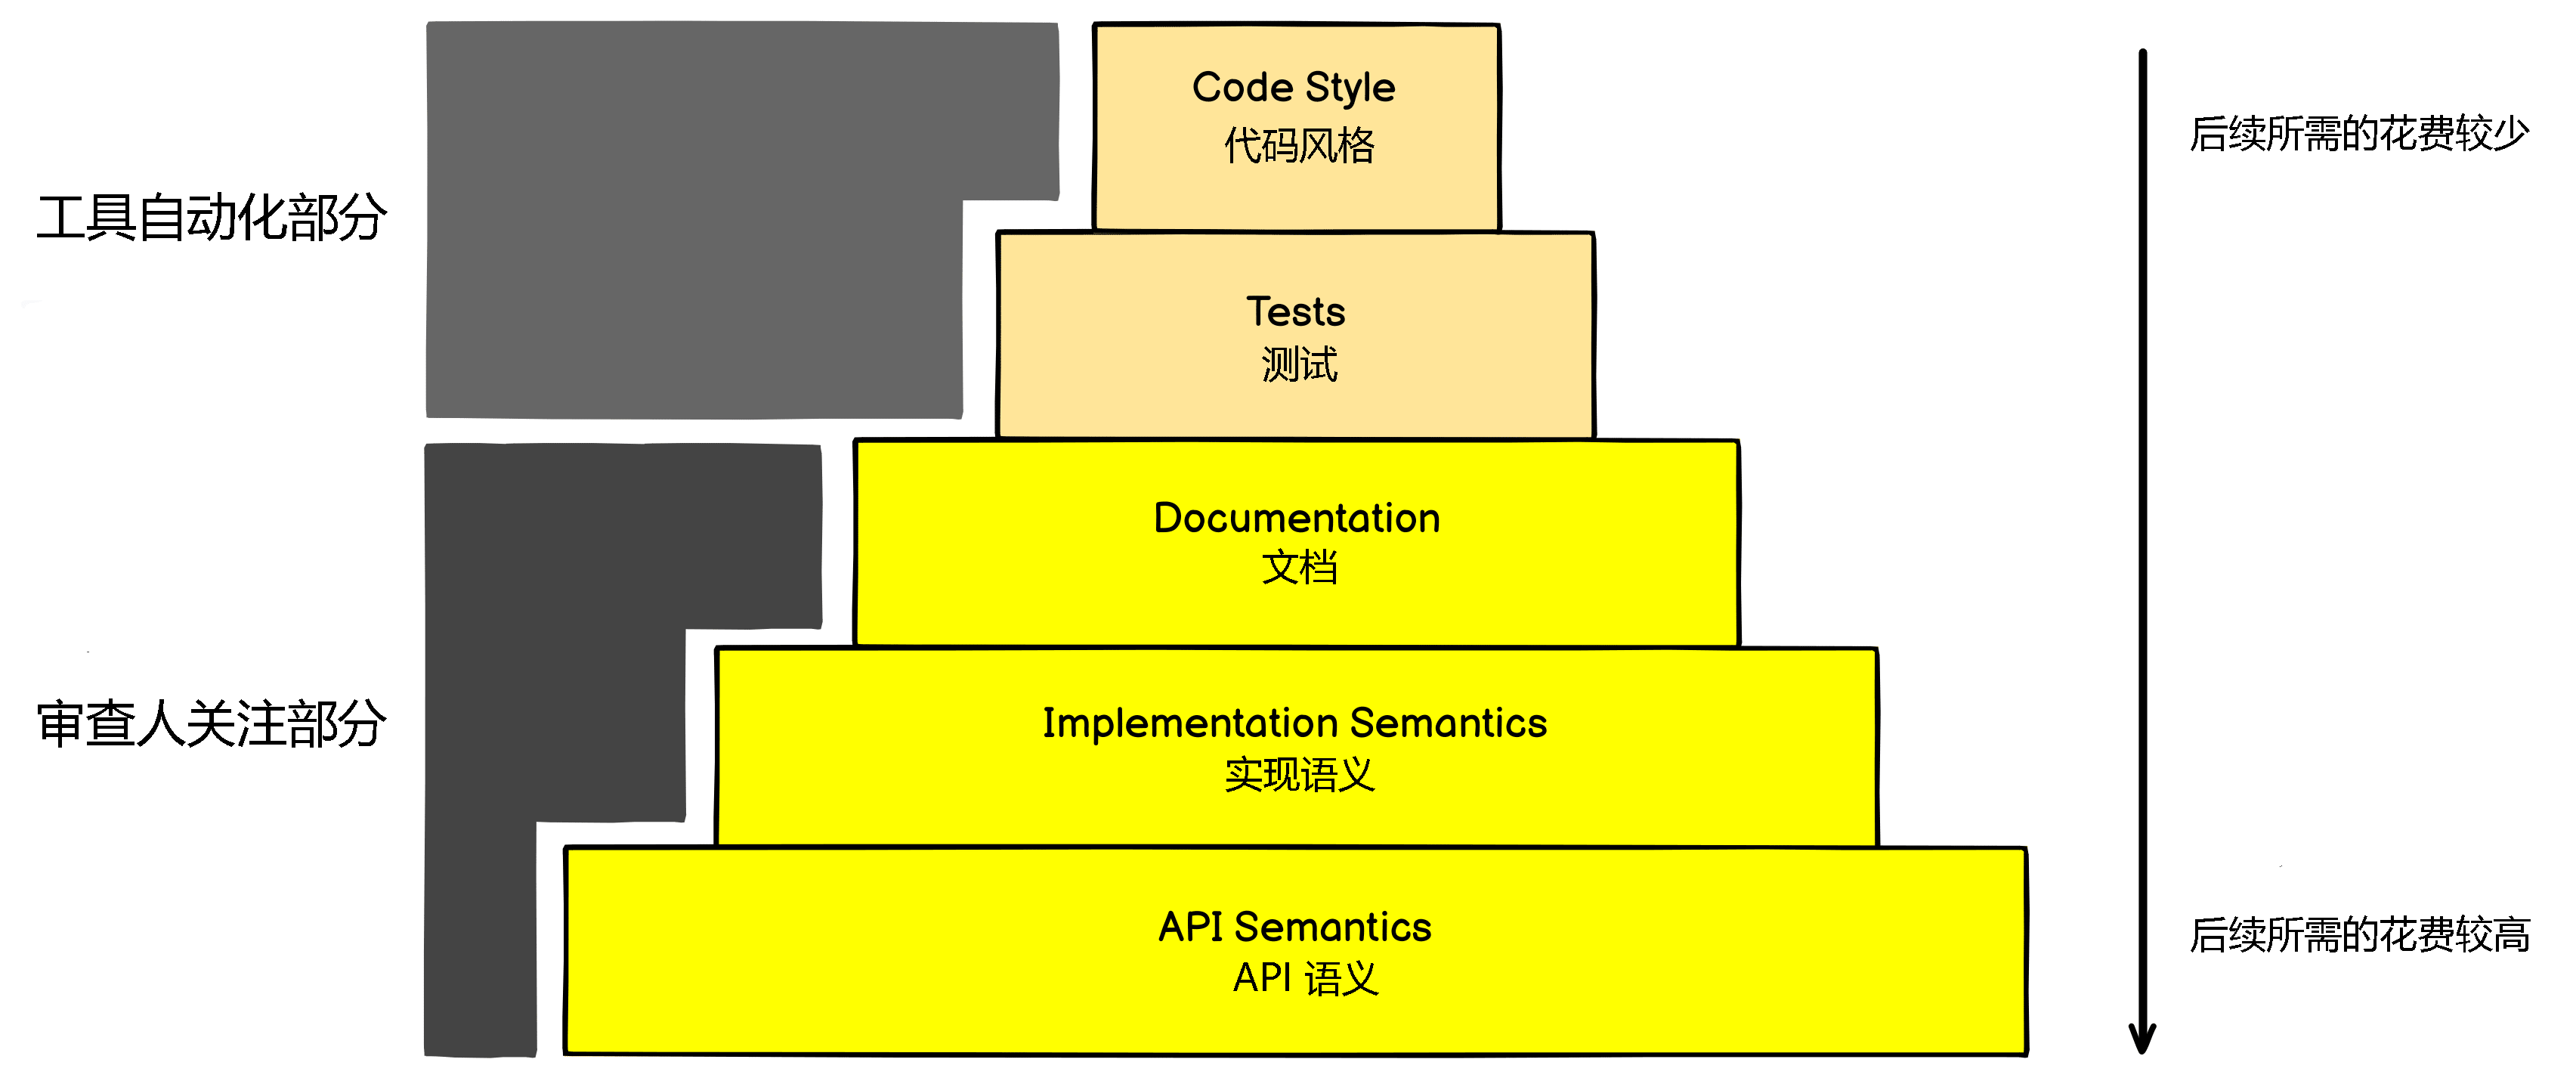 Code Style
代码风格
后续所需的花费较少
工具自动化部分
Tests
测试
Documentation
文档
审查人关注部分
Implementation Semantics
实现语义
API Semantics
API 语义
后续所需的花费较高